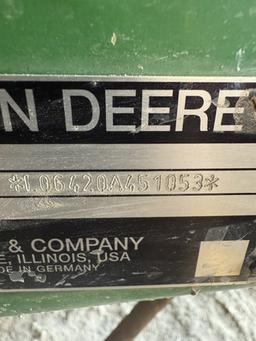 N DEERE
*L06420A451053*
& COMPANY
E, ILLINOIS, USA
DE IN GERMANY